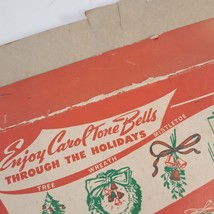 Enjoy Carol Tone Bells
THROUGH THE HOLIDAYS
TREE
WREATH
MISTLETOE